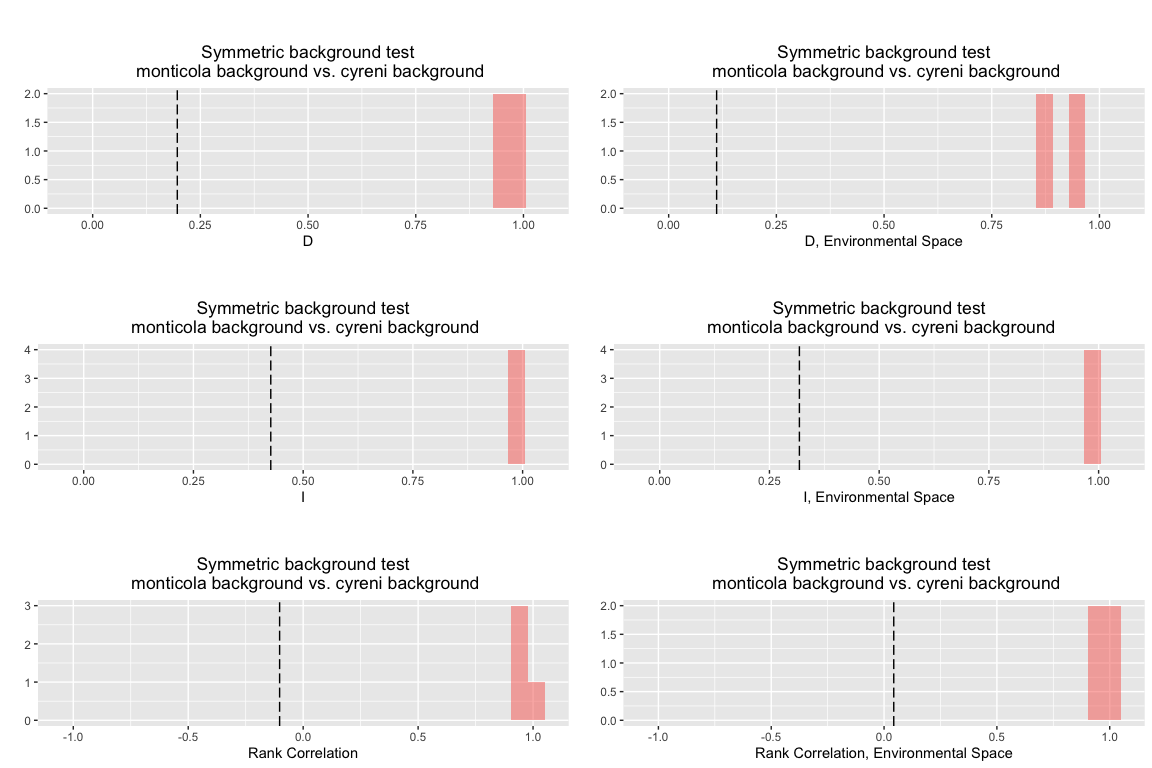 Symmetric background test
monticola background vs. cyreni background
2.0
1.5
1.0
0.5
0.0
0.00 0.25 0.50 0.75 1.00
D
Symmetric background test
monticola background vs. cyreni background
2.0
1.5
1.0
0.5
0.0
0.00 0.25 0.50 0.75 1.00
D, Environmental Space
Symmetric background test
monticola background vs. cyreni background
4
3
2
1
0
0.00 0.25 0.50 0.75 1.00
I
Symmetric background test
monticola background vs. cyreni background
4
3
2
1
0
0.00 0.25 0.50 0.75 1.00
I, Environmental Space
Symmetric background test
monticola background vs. cyreni background
3
2
1
0
-1.0 -0.5 0.0 0.5 1.0
Rank Correlation
Symmetric background test
monticola background vs. cyreni background
2.0
1.5
1.0
0.5
0.0
-1.0 -0.5 0.0 0.5 1.0
Rank Correlation, Environmental Space